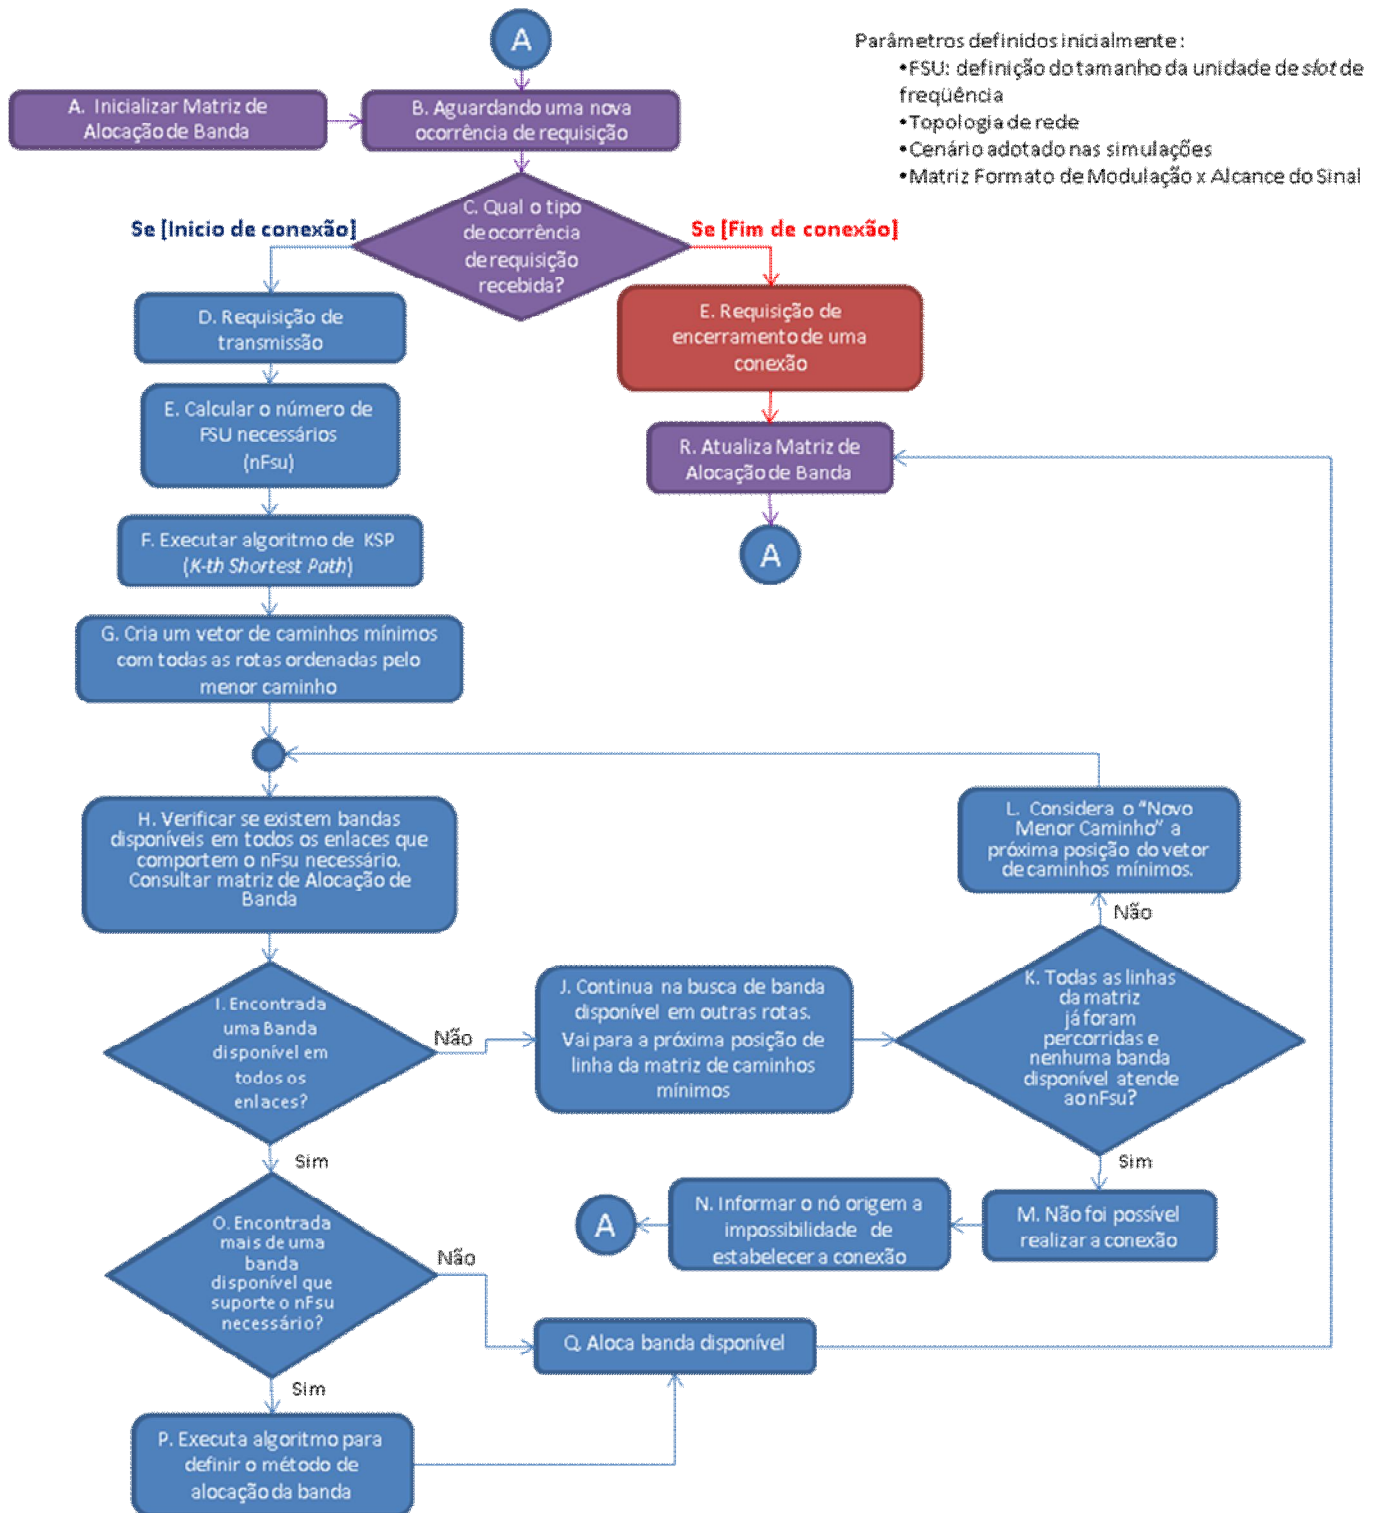 A
Parâmetros definidos inicialmente :
•FSU: definição do tamanho da unidade de slot de
freqüência
•Topologia de rede
•Cenário adotado nas simulações
•Matriz Formato de Modulação x Alcance do Sinal
A. Inicializar Matriz de
Alocação de Banda
B. Aguardando uma nova
ocorrência de requisição
C. Qual o tipo
de ocorrência
de requisição
recebida?
Se [Inicio de conexão]
Se [Fim de conexão]
D. Requisição de
transmissão
E. Requisição de
encerramento de uma
conexão
E. Calcular o número de
FSU necessários
(nFsu)
R. Atualiza Matriz de
Alocação de Banda
A
F. Executar algoritmo de KSP
(K-th Shortest Path)
G. Cria um vetor de caminhos mínimos
com todas as rotas ordenadas pelo
menor caminho
H. Verificar se existem bandas
disponíveis em todos os enlaces que
comportem o nFsu necessário.
Consultar matriz de Alocação de
Banda
L. Considera o “Novo
Menor Caminho” a
próxima posição do vetor
de caminhos mínimos.
Não
I. Encontrada
uma Banda
disponível em
todos os
enlaces?
Não
J. Continua na busca de banda
disponível em outras rotas.
Vai para a próxima posição de
linha da matriz de caminhos
mínimos
K. Todas as linhas
da matriz
já foram
percorridas e
nenhuma banda
disponível atende
ao nFsu?
Sim
Sim
O. Encontrada
mais de uma
banda
disponível que
suporte o nFsu
necessário?
Não
A
N. Informar o nó origem a
impossibilidade de
estabelecer a conexão
M. Não foi possível
realizar a conexão
Q. Aloca banda disponível
Sim
P. Executa algoritmo para
definir o método de
alocação da banda